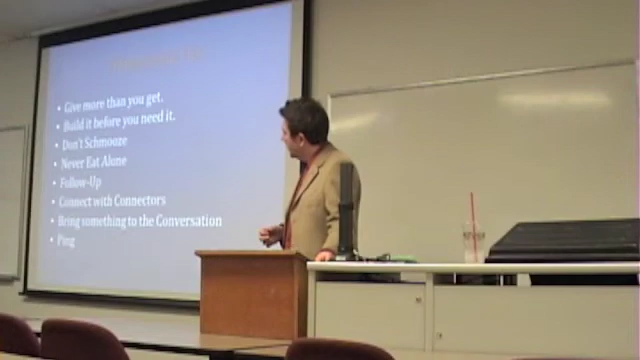 • Give more than you get.
• Build it before you need it.
• Don't Schmooze
• Never Eat Alone
• Follow-Up
• Connect with Connectors
• Bring something to the Conversation
• Ping